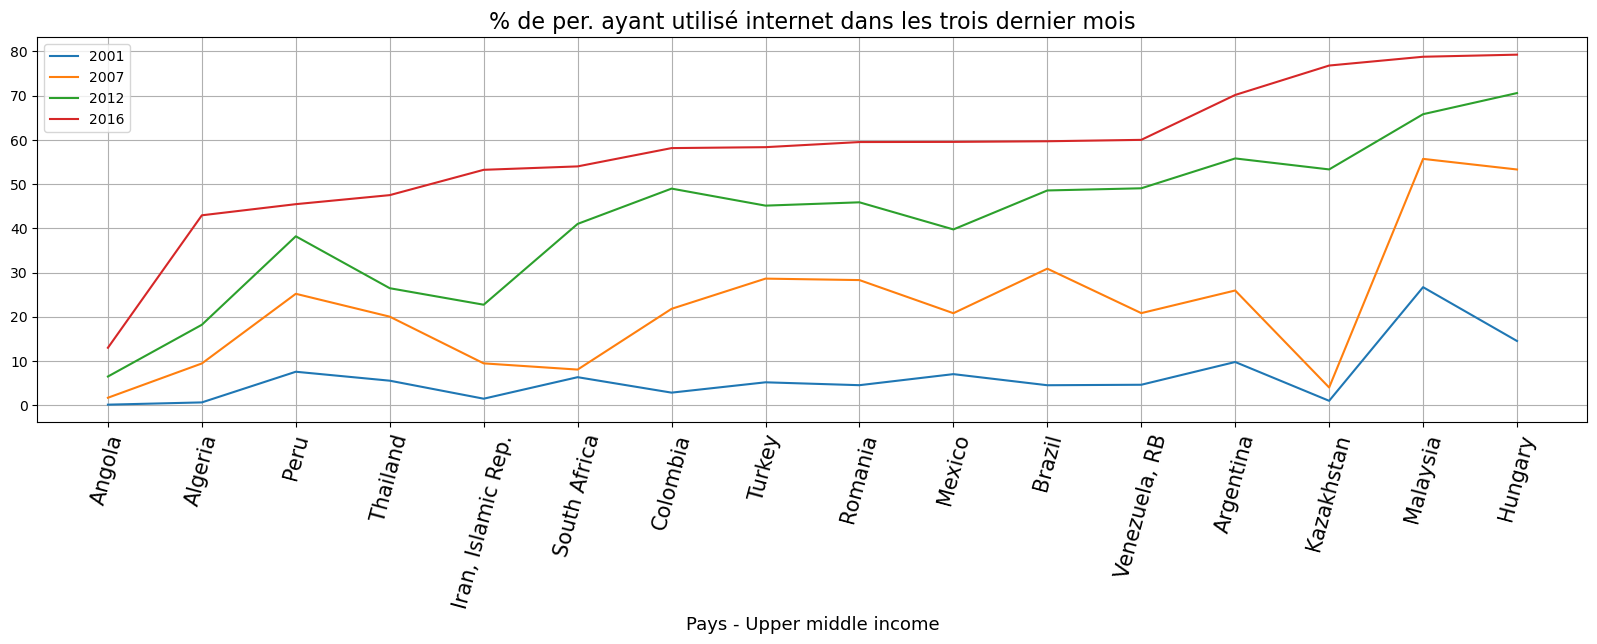 % de per. ayant utilisé internet dans les trois dernier mois
2001
2007
2012
2016
80
70
60
50
40
30
20
10
0
Angola
Algeria
Peru
Thailand
Iran, Islamic Rep.
South Africa
Colombia
Turkey
Romania
Mexico
Brazil
Venezuela, RB
Argentina
Kazakhstan
Malaysia
Hungary
Pays - Upper middle income